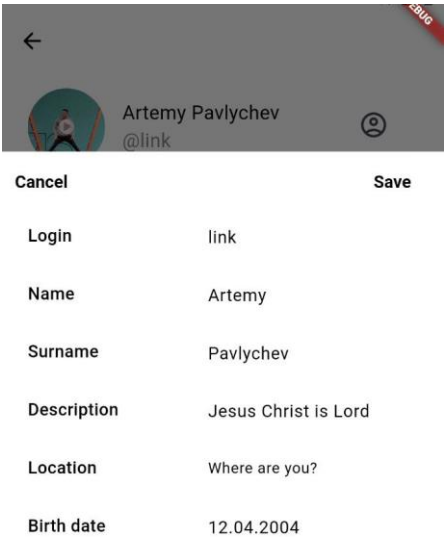 EBUG
Artemy Pavlychev
@link
Cancel Save
Login link
Name Artemy
Surname Pavlychev
Description Jesus Christ is Lord
Location Where are you?
Birth date 12.04.2004